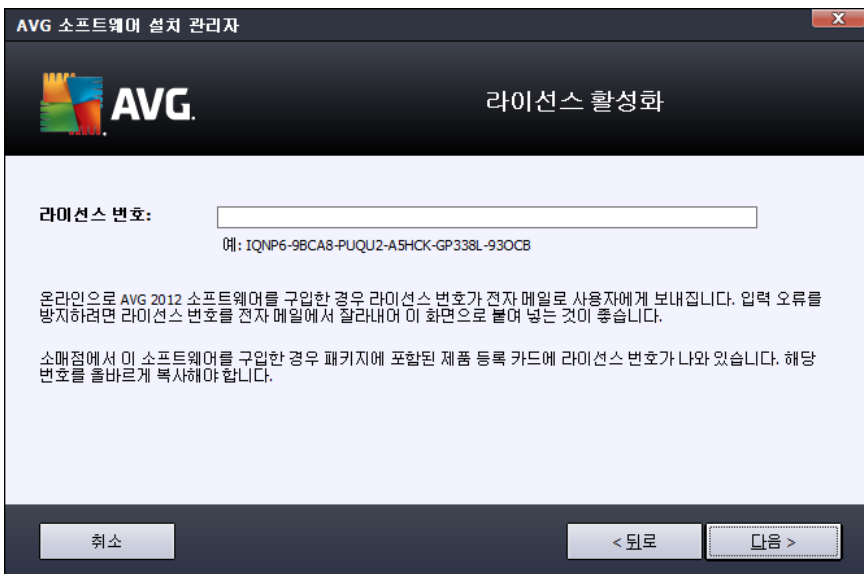 AVG 소프트웨어 설치 관리자
AVG.
라이선스 활성화
라이선스 번호:
예: IQNP6-9BCA8-PUQU2-A5HCK-GP338L-93OCB
온라인으로 AVG 2012 소프트웨어를 구입한 경우 라이선스 번호가 전자 메일로 사용자에게 보내집니다. 입력 오류를
방지하려면 라이선스 번호를 전자 메일에서 잘라내어 이 화면으로 붙여 넣는 것이 좋습니다.
소매점에서 이 소프트웨어를 구입한 경우 패키지에 포함된 제품 등록 카드에 라이선스 번호가 나와 있습니다. 해당
번호를 올바르게 복사해야 합니다.
취소
< 뒤로
다음 >